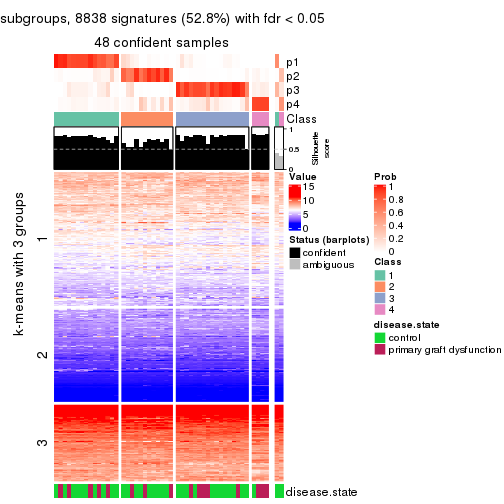 subgroups, 8838 signatures (52.8%) with fdr < 0.05
48 confident samples
p1
p2
p3
p4
Class
1
0.5
0
Silhouette
score
k-means with 3 groups
1
2
3
disease.state
Value
15
10
5
0
Status (barplots)
confident
ambiguous
Prob
1
0.8
0.6
0.4
0.2
0
Class
1
2
3
4
disease.state
control
primary graft dysfunction